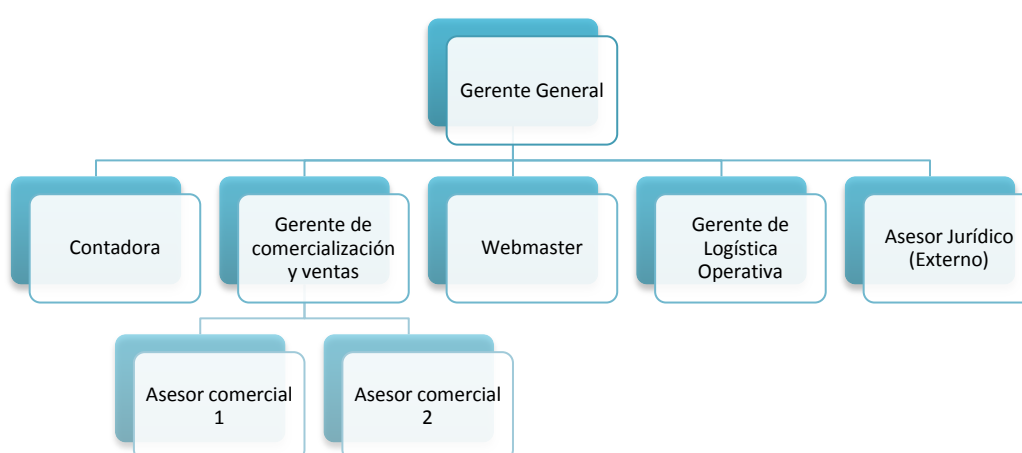 Gerente General
Contadora
Gerente de
comercialización
y ventas
Webmaster
Gerente de
Logística
Operativa
Asesor Jurídico
(Externo)
Asesor comercial
1
Asesor comercial
2